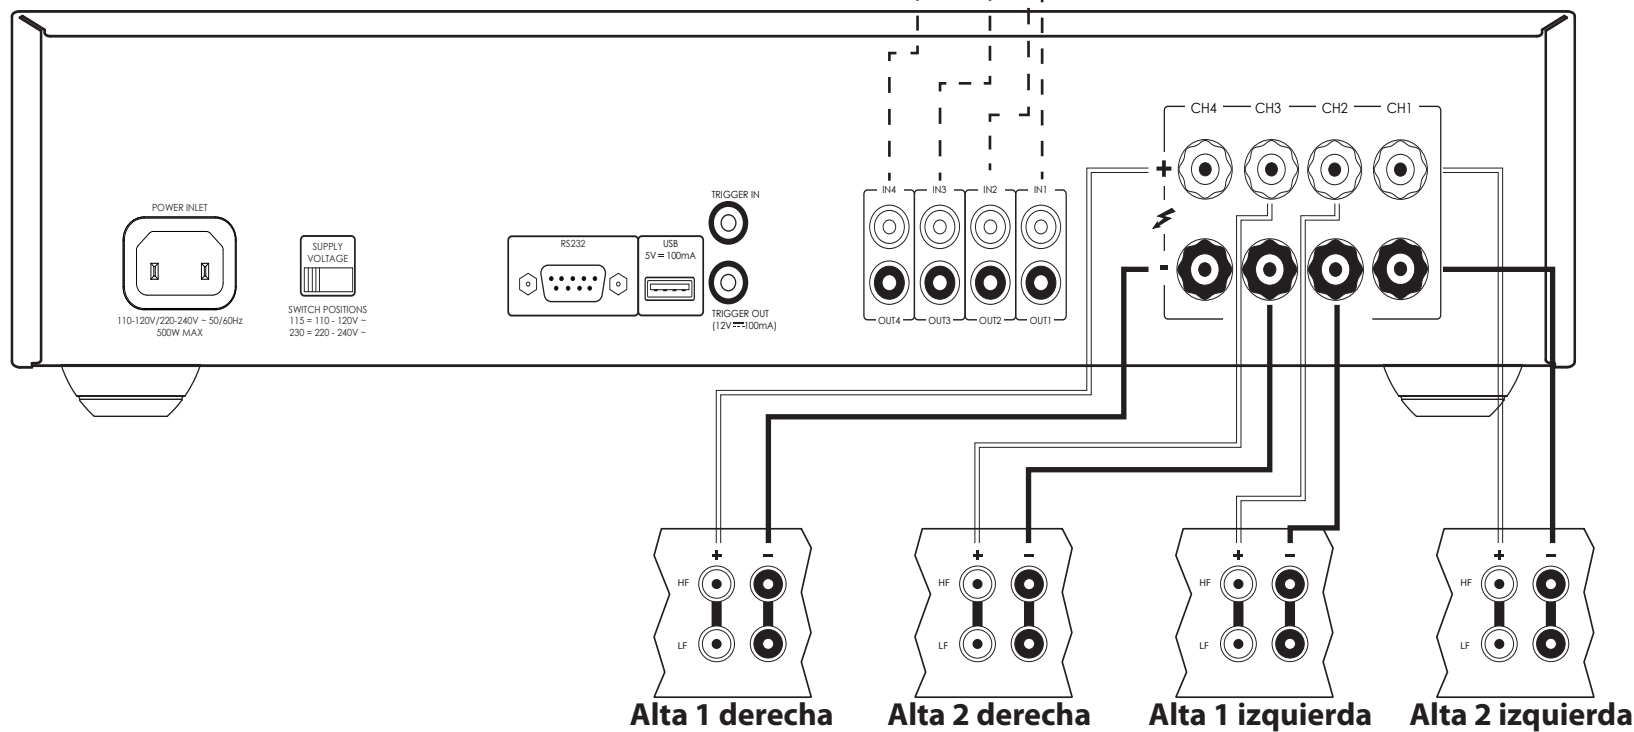 CH4 CH3 CH2 CH1
+
-
IN4 IN3 IN2 IN1
OUT4 OUT3 OUT2 OUT1
TRIGGER IN
TRIGGER OUT
(12V⎓100mA)
RS232
USB
5V = 100mA
POWER INLET
110-120V/220-240V ~ 50/60Hz
500W MAX
SUPPLY
VOLTAGE
SWITCH POSITIONS
115 = 110 - 120V ~
230 = 220 - 240V ~
+ −
HF
LF
Alta 1 derecha
+ −
HF
LF
Alta 2 derecha
+ −
HF
LF
Alta 1 izquierda
+ −
HF
LF
Alta 2 izquierda